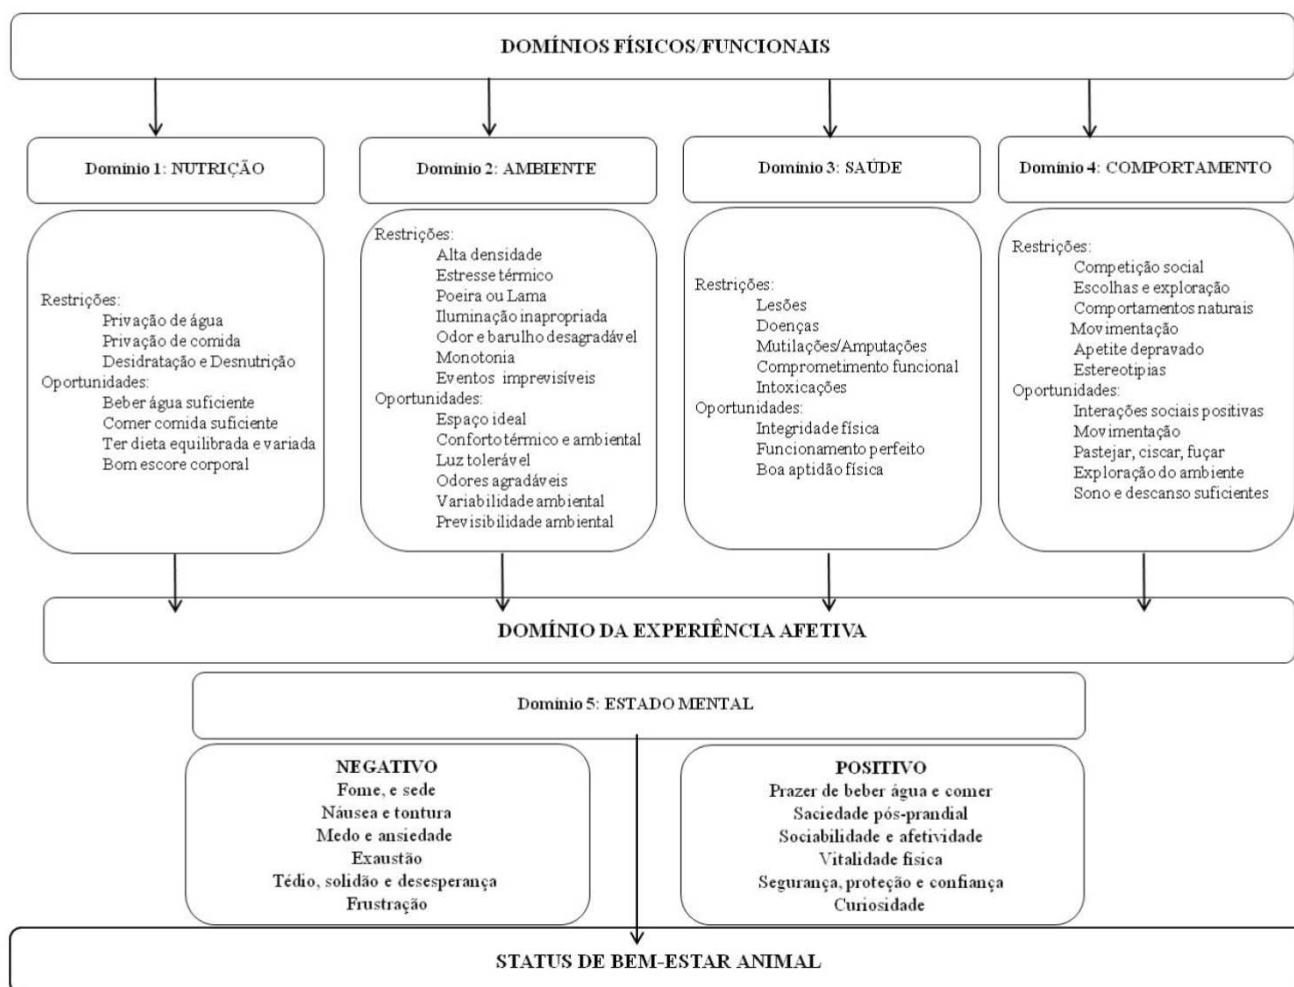 DOMÍNIOS FÍSICOS/FUNCIONAIS
Domínio 1: NUTRIÇÃO
Restrições:
Privação de água
Privação de comida
Desidratação e Desnutrição
Oportunidades:
Beber água suficiente
Comer comida suficiente
Ter dieta equilibrada e variada
Bom escore corporal
Domínio 2: AMBIENTE
Restrições:
Alta densidade
Estresse térmico
Poeira ou Lama
Iluminação inapropriada
Odor e barulho desagradável
Monotonia
Eventos imprevisíveis
Oportunidades:
Espaço ideal
Conforto térmico e ambiental
Luz tolerável
Odores agradáveis
Variabilidade ambiental
Previsibilidade ambiental
Domínio 3: SAÚDE
Restrições:
Lesões
Doenças
Mutilações/Amputações
Comprometimento funcional
Intoxicações
Oportunidades:
Integridade física
Funcionamento perfeito
Boa aptidão física
Domínio 4: COMPORTAMENTO
Restrições:
Competição social
Escolhas e exploração
Comportamentos naturais
Movimentação
Apetite depravado
Estereotipias
Oportunidades:
Interações sociais positivas
Movimentação
Pastejar, ciscar, fuçar
Exploração do ambiente
Sono e descanso suficientes
DOMÍNIO DA EXPERIÊNCIA AFETIVA
Domínio 5: ESTADO MENTAL
NEGATIVO
Fome, e sede
Náusea e tontura
Medo e ansiedade
Exaustão
Tédio, solidão e desesperança
Frustração
POSITIVO
Prazer de beber água e comer
Saciedade pós-prandial
Sociabilidade e afetividade
Vitalidade física
Segurança, proteção e confiança
Curiosidade
STATUS DE BEM-ESTAR ANIMAL